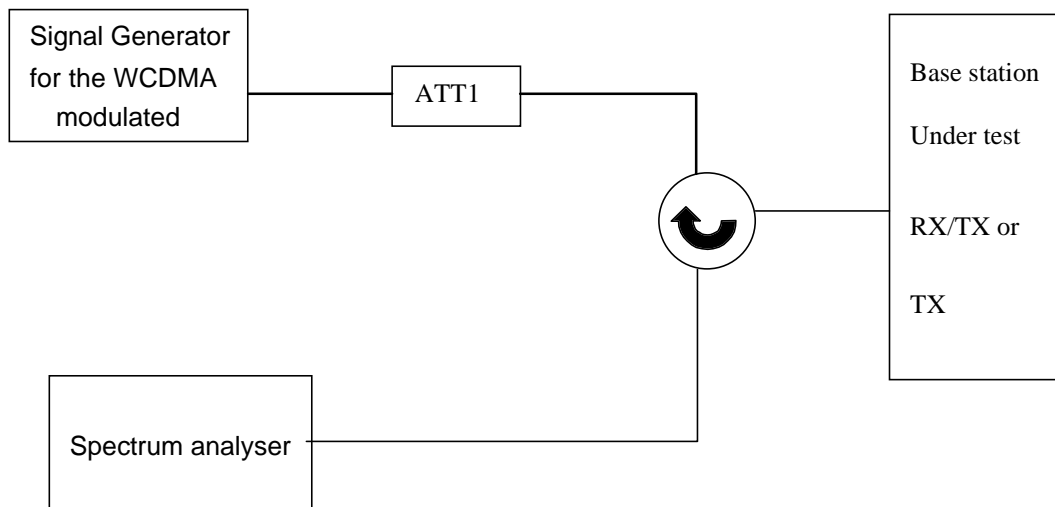 Signal Generator
for the WCDMA
modulated
ATT1
Base station
Under test
RX/TX or
TX
Spectrum analyser